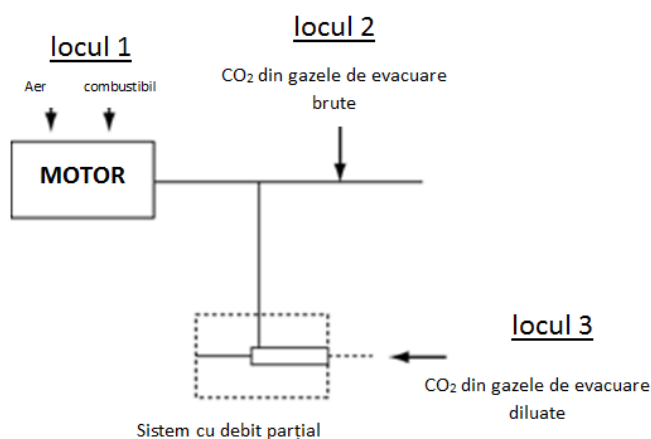 locul 1
Aer combustibil
MOTOR
locul 2
CO₂ din gazele de evacuare
brute
locul 3
CO₂ din gazele de evacuare
diluate
Sistem cu debit parțial